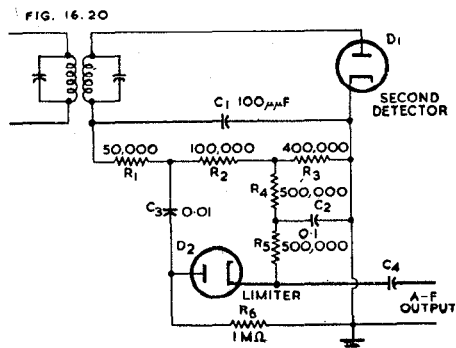 FIG. 16.20
D1
SECOND
DETECTOR
C1 100μμF
50,000
100,000
400,000
R1
R2
R3
R4
500,000
C2
C3
0.01
0.1
D2
R5
500,000
C4
LIMITER
A-F
OUTPUT
R6
1MΩ